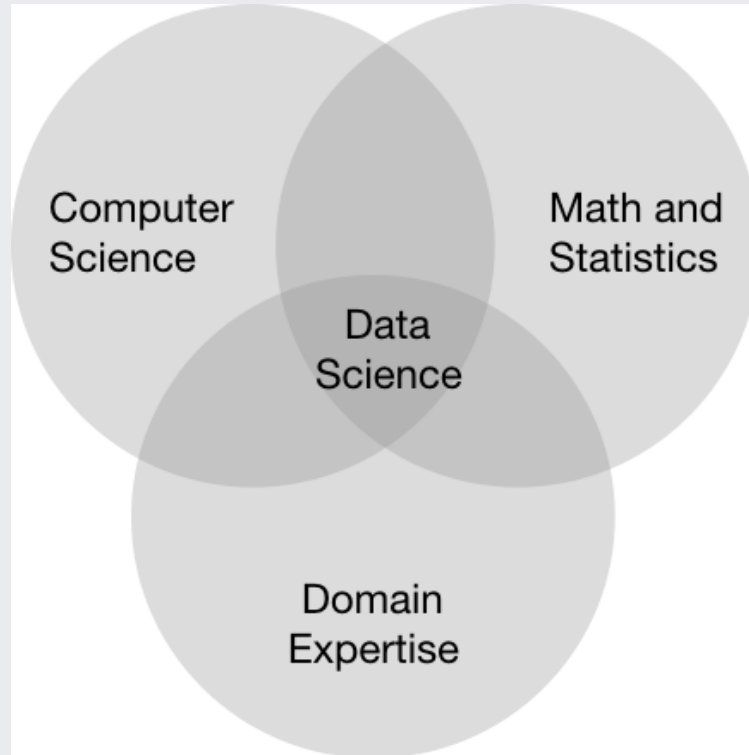 Computer
Science
Math and
Statistics
Data
Science
Domain
Expertise